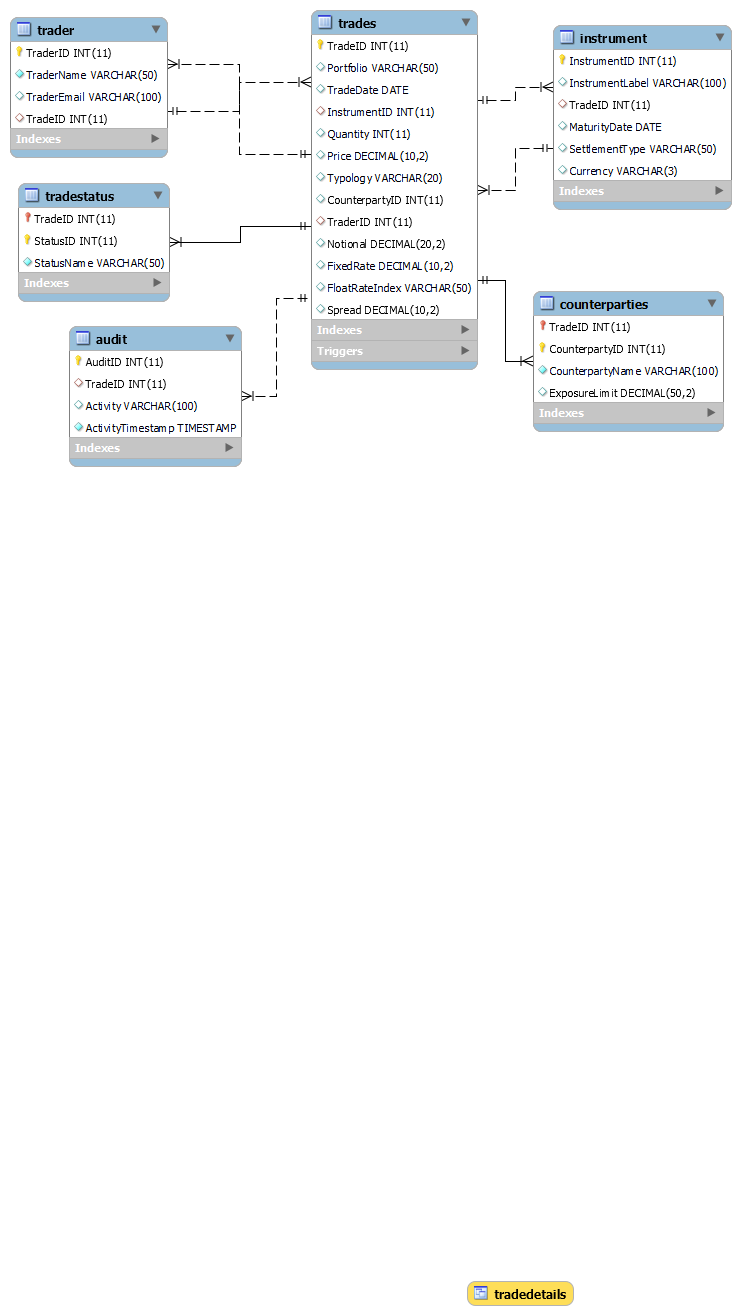 trader
TraderID INT(11)
TraderName VARCHAR(50)
TraderEmail VARCHAR(100)
TradeID INT(11)
Indexes
trades
TradeID INT(11)
Portfolio VARCHAR(50)
TradeDate DATE
InstrumentID INT(11)
Quantity INT(11)
Price DECIMAL(10,2)
Typology VARCHAR(20)
CounterpartyID INT(11)
TraderID INT(11)
Notional DECIMAL(20,2)
FixedRate DECIMAL(10,2)
FloatRateIndex VARCHAR(50)
Spread DECIMAL(10,2)
Indexes
Triggers
instrument
InstrumentID INT(11)
InstrumentLabel VARCHAR(100)
TradeID INT(11)
MaturityDate DATE
SettlementType VARCHAR(50)
Currency VARCHAR(3)
Indexes
tradestatus
TradeID INT(11)
StatusID INT(11)
StatusName VARCHAR(50)
Indexes
counterparties
TradeID INT(11)
CounterpartyID INT(11)
CounterpartyName VARCHAR(100)
ExposureLimit DECIMAL(50,2)
Indexes
audit
AuditID INT(11)
TradeID INT(11)
Activity VARCHAR(100)
ActivityTimestamp TIMESTAMP
Indexes
tradedetails